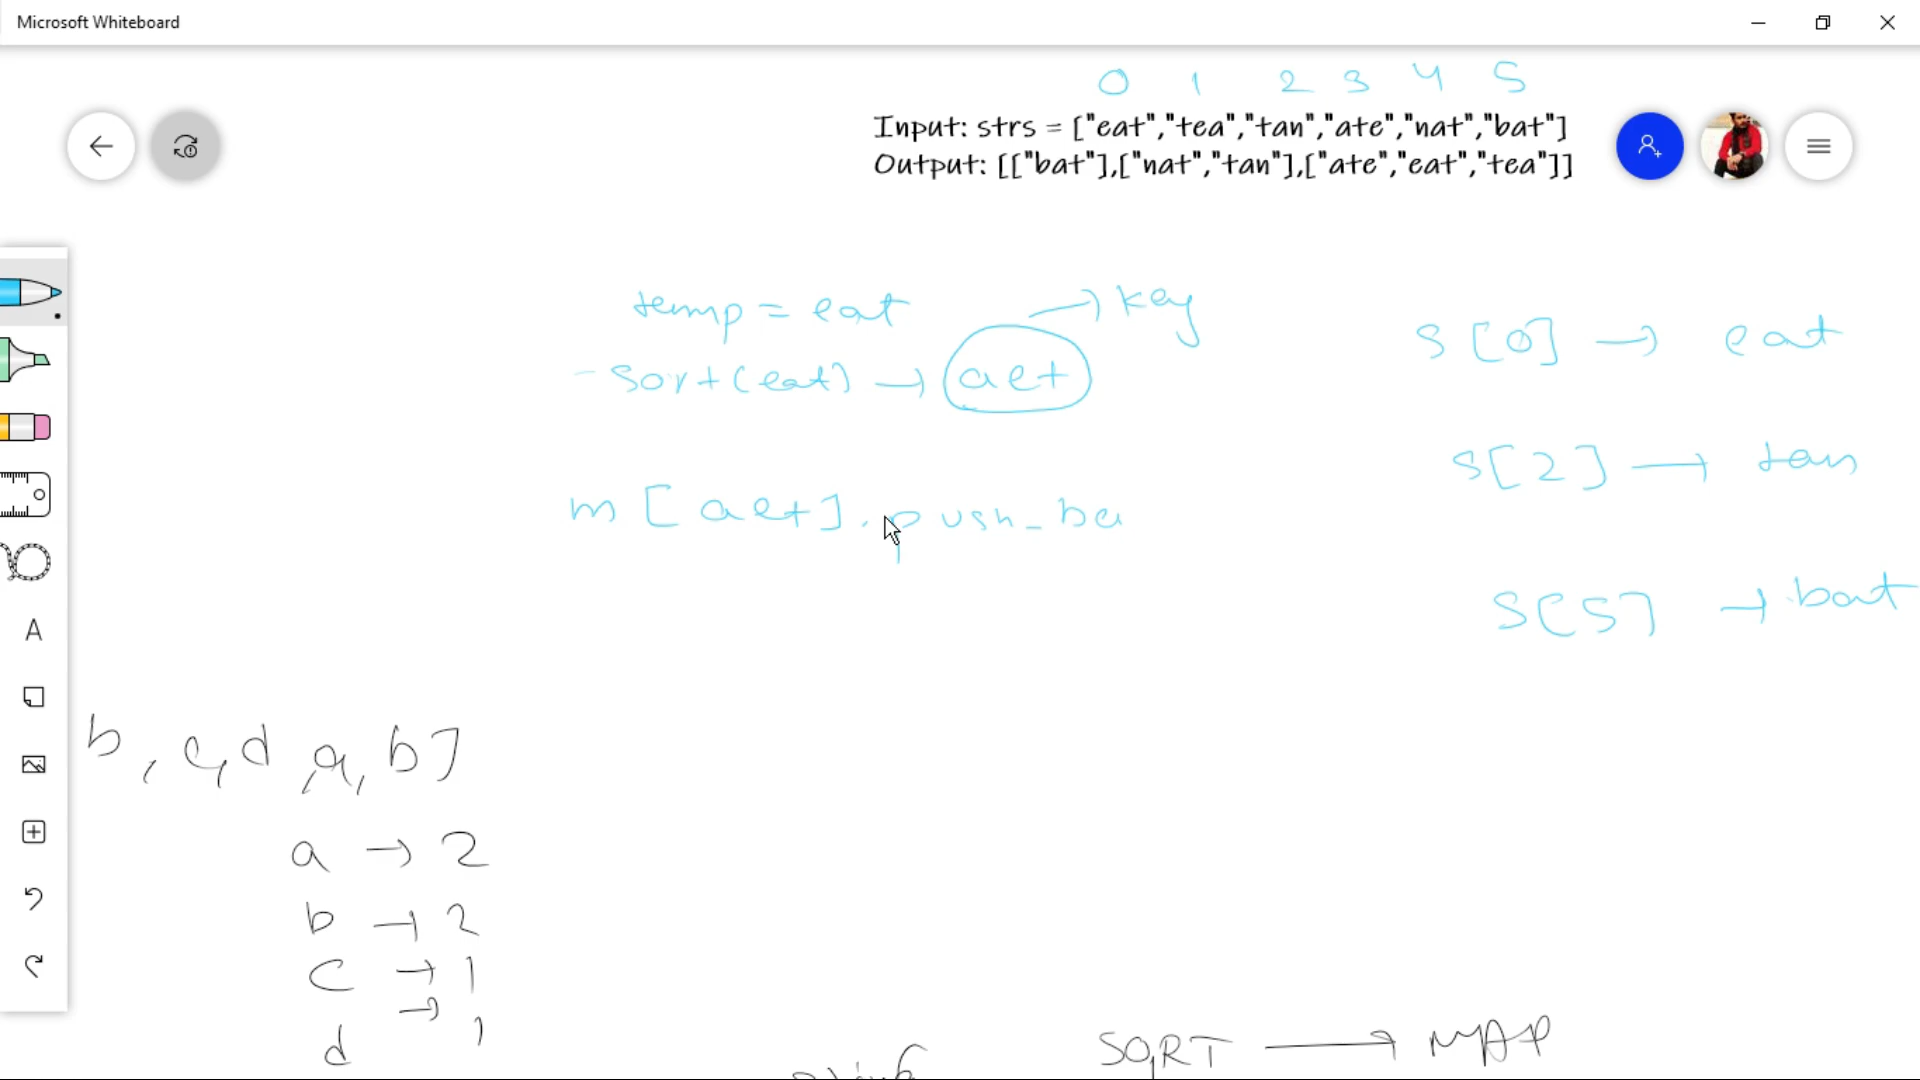 Microsoft Whiteboard
0 1 2 3 4 5
Input: strs = ["eat","tea","tan","ate","nat","bat"]
Output: [["bat"],["nat","tan"],["ate","eat","tea"]]
temp = eat → key
sort(eat) → aet
s[0] → eat
m[aet].push_ba
s[2] → tan
s[5] → bat
b, c, d, a, b]
a → 2
b → 2
c → 1
d → 1
SORT → MAP
A